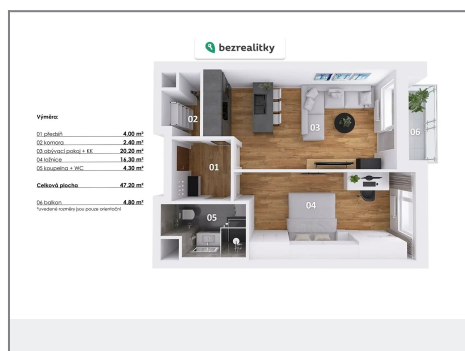 bezrealitky
Výměra:
01 předsíň 4.00 m²
02 komora 2.40 m²
03 obývací pokoj + KK 20.20 m²
04 ložnice 16.30 m²
05 koupelna + WC 4.30 m²
Celková plocha 47.20 m²
06 balkon 4.80 m²
*uvedené rozměry jsou pouze orientační
02
03
06
01
04
05